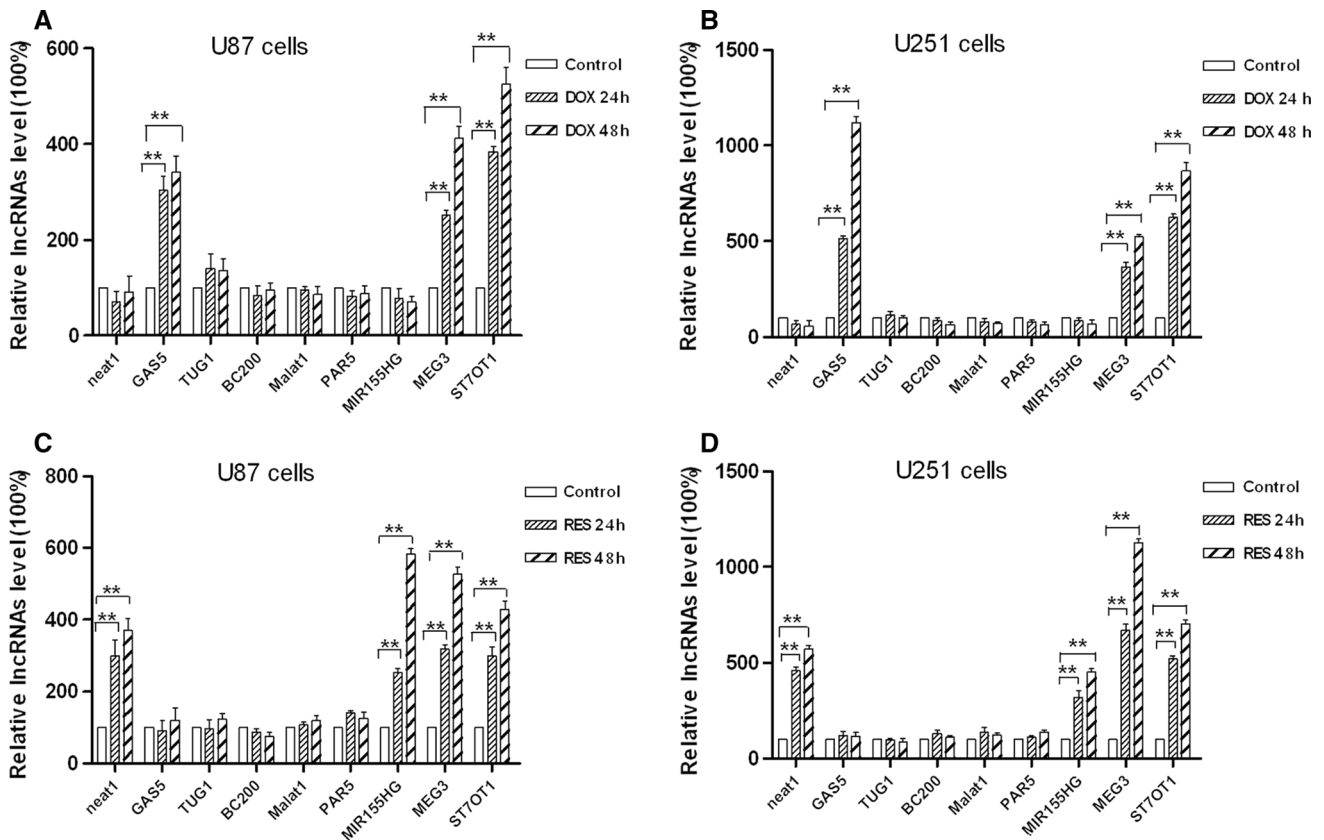 A
U87 cells
Relative lncRNAs level (100%)
600
400
200
0
**
**
**
**
**
**
Control
DOX 24h
DOX 48h
neat1
GAS5
TUG1
BC200
Malat1
PAR5
MIR155HG
MEG3
ST7OT1
B
U251 cells
Relative lncRNAs level (100%)
1500
1000
500
0
**
**
**
**
**
**
Control
DOX 24 h
DOX 48 h
neat1
GAS5
TUG1
BC200
Malat1
PAR5
MIR155HG
MEG3
ST7OT1
C
U87 cells
Relative lncRNAs level (100%)
800
600
400
200
0
**
**
**
**
**
**
**
**
Control
RES 24h
RES 48h
neat1
GAS5
TUG1
BC200
Malat1
PAR5
MIR155HG
MEG3
ST7OT1
D
U251 cells
Relative lncRNAs level (100%)
1500
1000
500
0
**
**
**
**
**
**
**
**
Control
RES 24h
RES 48h
neat1
GAS5
TUG1
BC200
Malat1
PAR5
MIR155HG
MEG3
ST7OT1